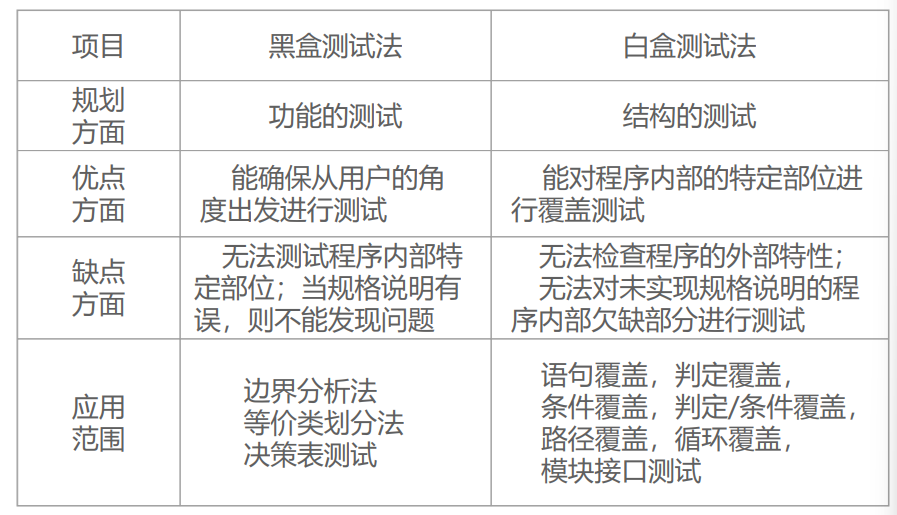 项目
黑盒测试法
白盒测试法
规划
方面
功能的测试
结构的测试
优点
方面
能确保从用户的角
度出发进行测试
能对程序内部的特定部位进
行覆盖测试
缺点
方面
无法测试程序内部特
定部位；当规格说明有
误，则不能发现问题
无法检查程序的外部特性；
无法对未实现规格说明的程
序内部欠缺部分进行测试
应用
范围
边界分析法
等价类划分法
决策表测试
语句覆盖，判定覆盖，
条件覆盖，判定/条件覆盖，
路径覆盖，循环覆盖，
模块接口测试